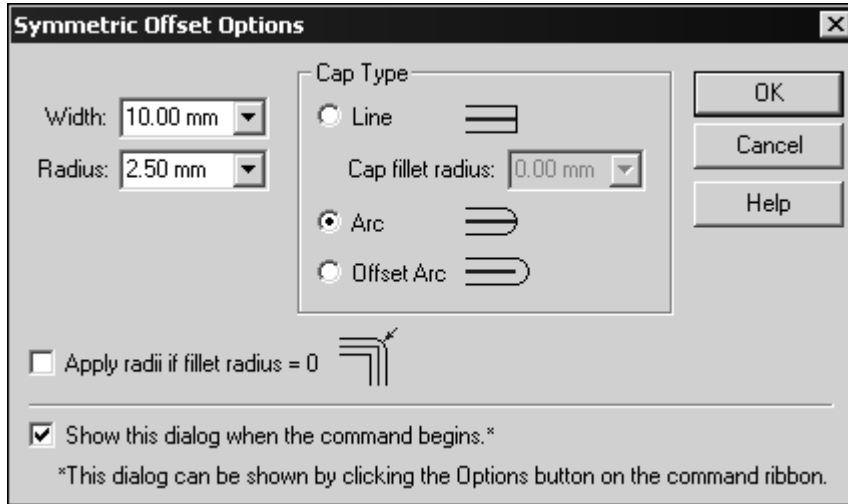 Symmetric Offset Options
Width: 10.00 mm
Radius: 2.50 mm
Cap Type
Line
Cap fillet radius: 0.00 mm
Arc
Offset Arc
OK
Cancel
Help
Apply radii if fillet radius = 0
Show this dialog when the command begins.*
*This dialog can be shown by clicking the Options button on the command ribbon.